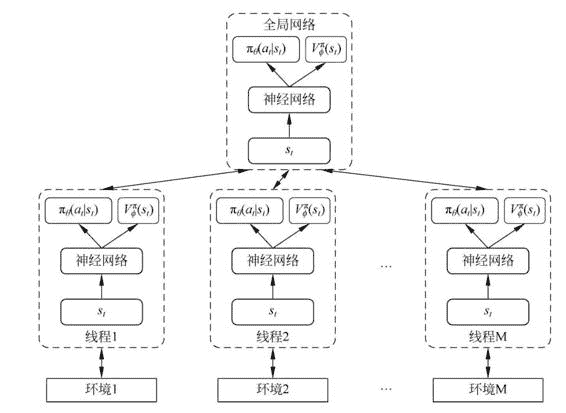 全局网络
πθ(at|st) Vϕπ(st)
神经网络
st
πθ(at|st) Vϕπ(st) πθ(at|st) Vϕπ(st) πθ(at|st) Vϕπ(st)
神经网络 神经网络 … 神经网络
st st st
线程1 线程2 线程M
环境1 环境2 … 环境M